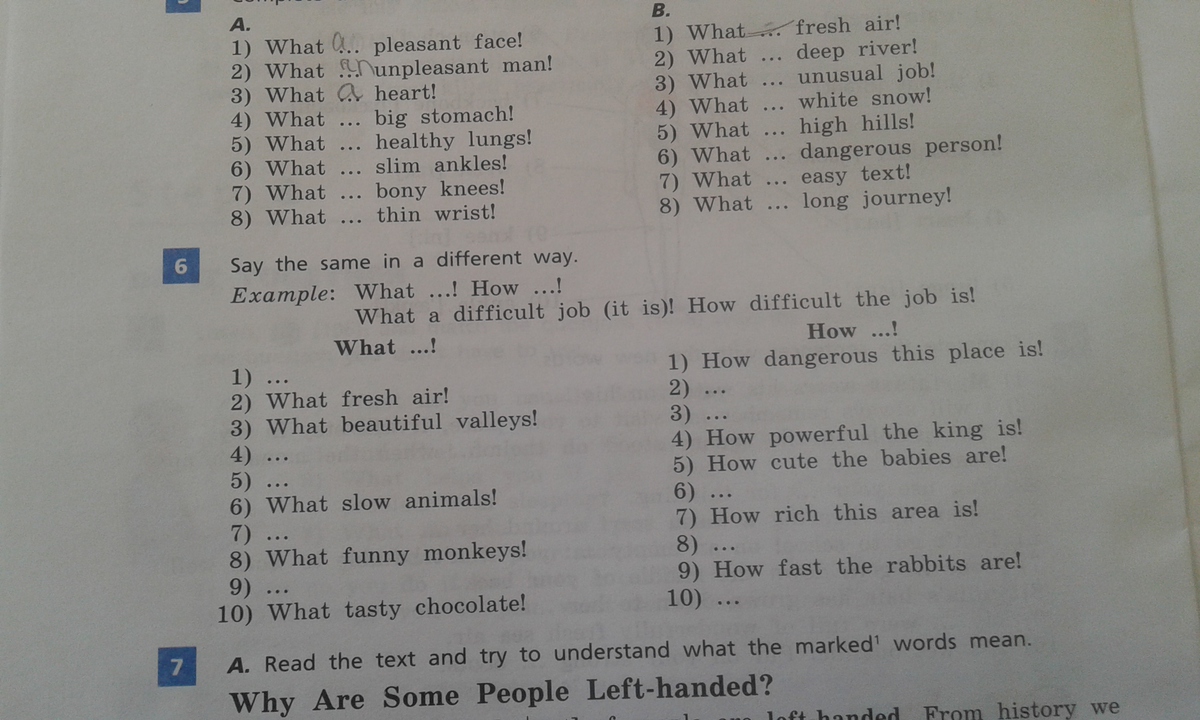 5
A.
1) What a... pleasant face!
2) What an... unpleasant man!
3) What a... heart!
4) What ... big stomach!
5) What ... healthy lungs!
6) What ... slim ankles!
7) What ... bony knees!
8) What ... thin wrist!
B.
1) What ... fresh air!
2) What ... deep river!
3) What ... unusual job!
4) What ... white snow!
5) What ... high hills!
6) What ... dangerous person!
7) What ... easy text!
8) What ... long journey!
6 Say the same in a different way.
Example: What ...! How ...!
What a difficult job (it is)! How difficult the job is!
What ...!
1) ...
2) What fresh air!
3) What beautiful valleys!
4) ...
5) ...
6) What slow animals!
7) ...
8) What funny monkeys!
9) ...
10) What tasty chocolate!
How ...!
1) How dangerous this place is!
2) ...
3) ...
4) How powerful the king is!
5) How cute the babies are!
6) ...
7) How rich this area is!
8) ...
9) How fast the rabbits are!
10) ...
7 A. Read the text and try to understand what the marked¹ words mean.
Why Are Some People Left-handed?
left-handed. From history we